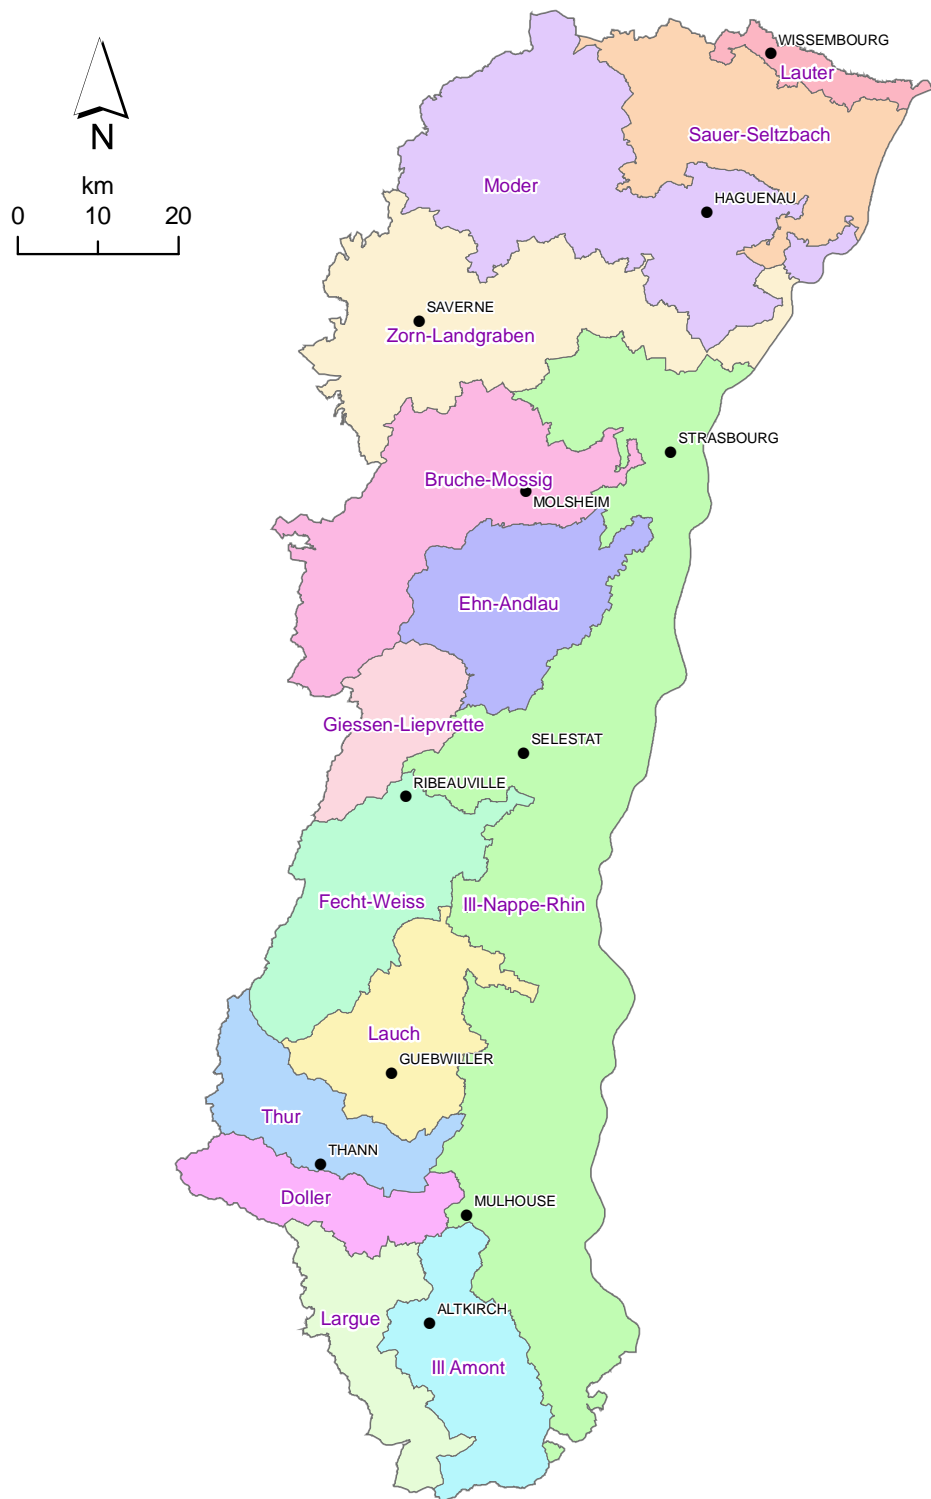 WISSEMBOURG
Lauter
N
km
0 10 20
Sauer-Seltzbach
Moder
HAGUENAU
SAVERNE
Zorn-Landgraben
STRASBOURG
Bruche-Mossig
MOLSHEIM
Ehn-Andlau
Giessen-Liepvrette
SELESTAT
RIBEAUVILLE
Fecht-Weiss
Ill-Nappe-Rhin
Lauch
GUEBWILLER
Thur
THANN
Doller
MULHOUSE
ALTKIRCH
Largue
Ill Amont